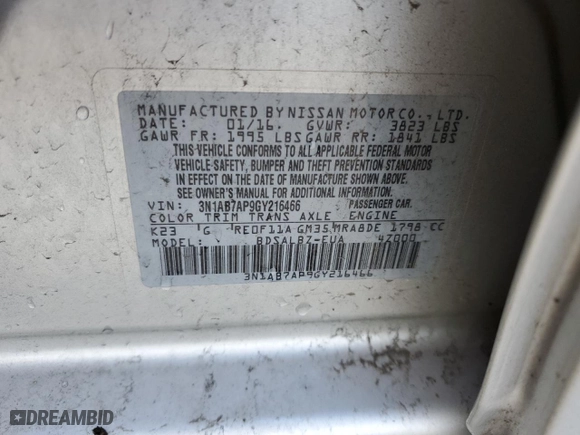 MANUFACTURED BY NISSAN MOTOR CO., LTD.
DATE: 01/16. GVWR: 3823 LBS
GAWR FR: 1995 LBS GAWR RR: 1841 LBS
THIS VEHICLE CONFORMS TO ALL APPLICABLE FEDERAL MOTOR
VEHICLE SAFETY, BUMPER AND THEFT PREVENTION STANDARDS
IN EFFECT ON THE DATE OF MANUFACTURE SHOWN ABOVE.
SEE OWNER'S MANUAL FOR ADDITIONAL INFORMATION.
VIN: 3N1AB7AP9GY216466 PASSENGER CAR.
COLOR TRIM TRANS AXLE ENGINE
K23 G RE0F11A GM35 MRA8DE 1798 CC
MODEL: BDSALB7-EUA 47000
3N1AB7AP9GY216466
DREAMBID